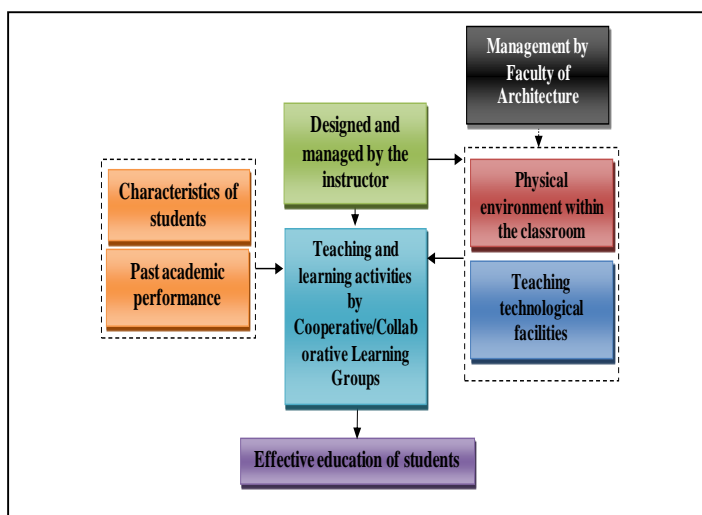 Management by
Faculty of
Architecture
Designed and
managed by the
instructor
Characteristics of
students
Past academic
performance
Physical
environment within
the classroom
Teaching and
learning activities
by
Cooperative/Collab
orative Learning
Groups
Teaching
technological
facilities
Effective education of students